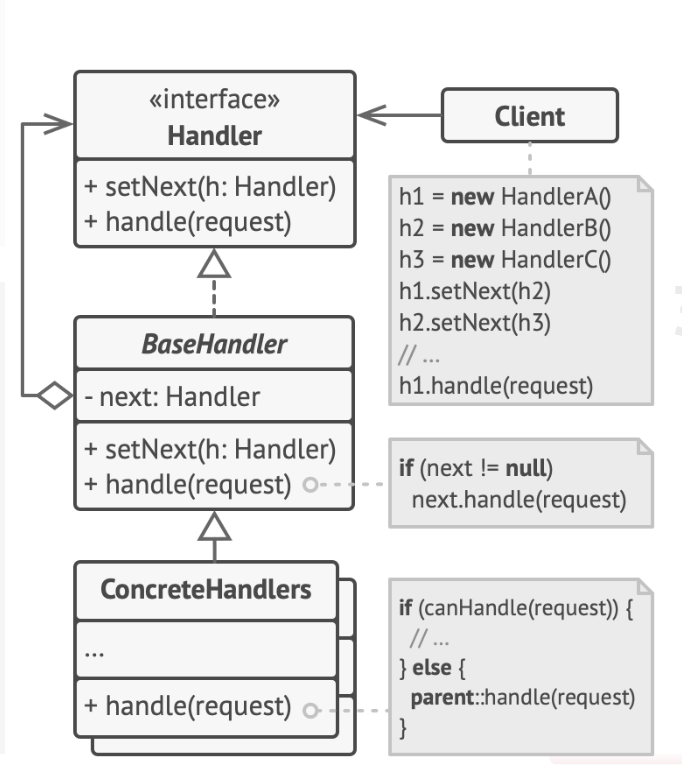 «interface»
Handler
+ setNext(h: Handler)
+ handle(request)
Client
h1 = new HandlerA()
h2 = new HandlerB()
h3 = new HandlerC()
h1.setNext(h2)
h2.setNext(h3)
// ...
h1.handle(request)
BaseHandler
- next: Handler
+ setNext(h: Handler)
+ handle(request)
if (next != null)
next.handle(request)
ConcreteHandlers
...
+ handle(request)
if (canHandle(request)) {
// ...
} else {
parent::handle(request)
}